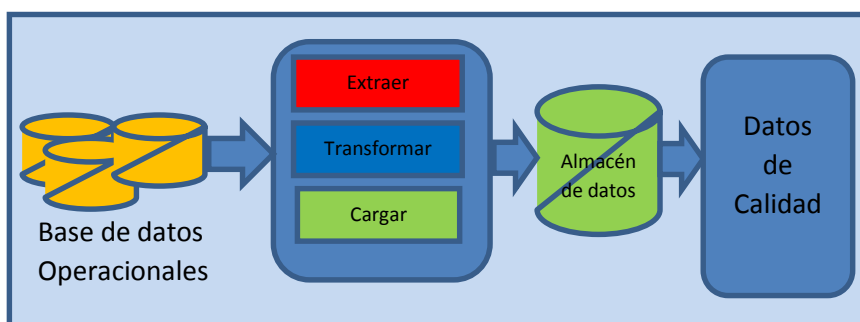 Base de datos
Operacionales
Extraer
Transformar
Cargar
Almacén
de datos
Datos
de
Calidad